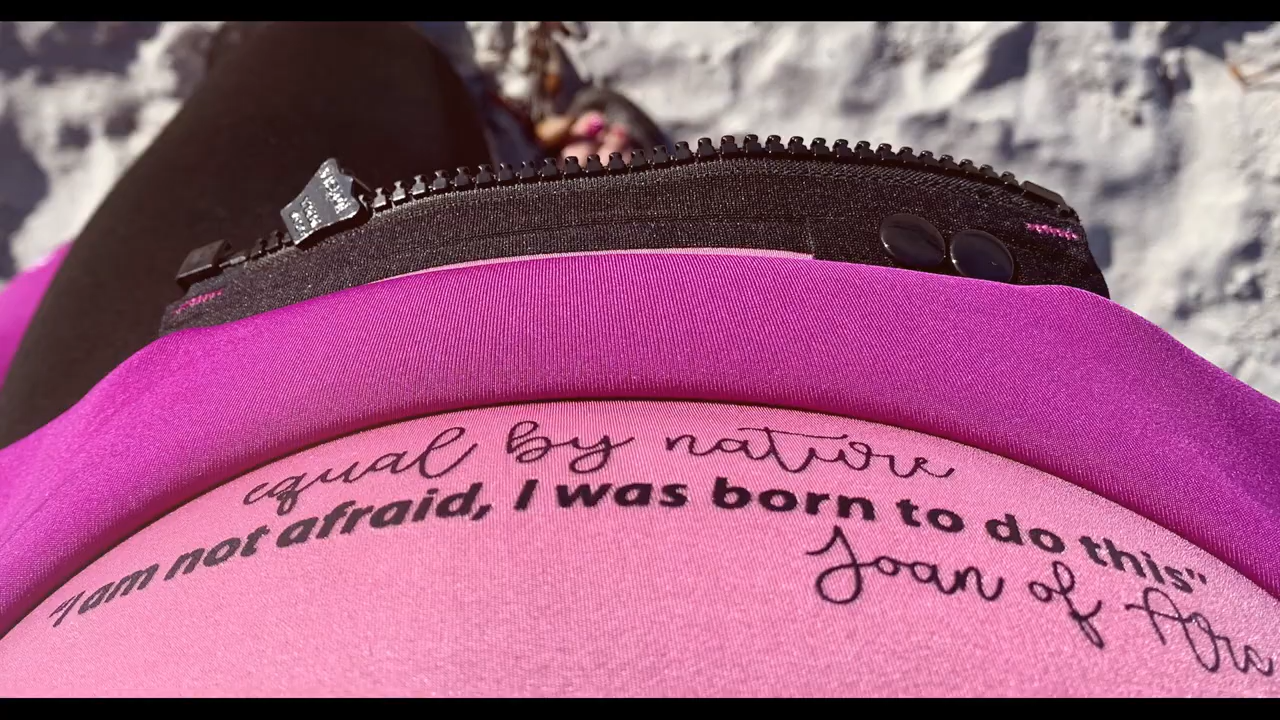 equal by nature
"I am not afraid, I was born to do this"
Joan of Arc